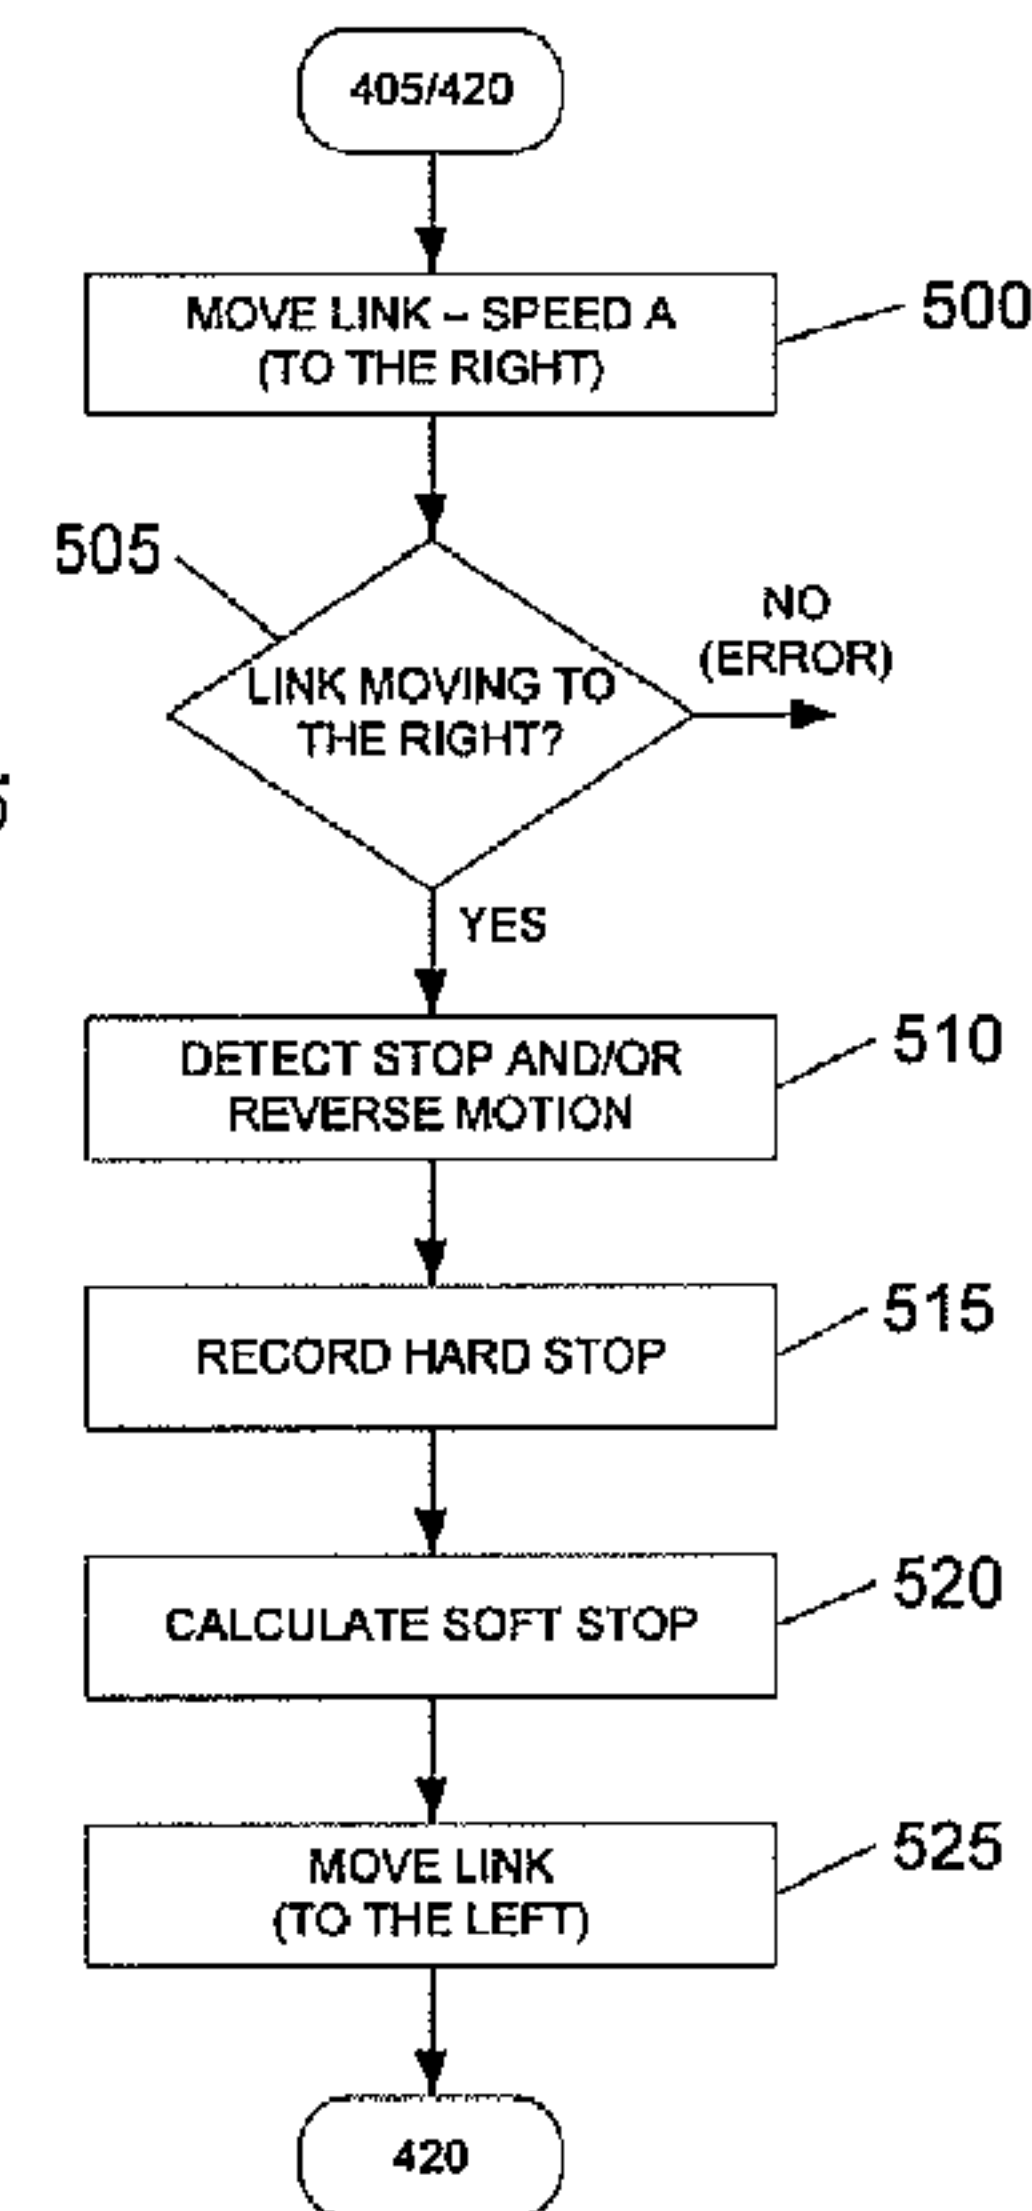 405/420
MOVE LINK – SPEED A
(TO THE RIGHT)
500
505
NO
(ERROR)
LINK MOVING TO
THE RIGHT?
YES
DETECT STOP AND/OR
REVERSE MOTION
510
RECORD HARD STOP
515
CALCULATE SOFT STOP
520
MOVE LINK
(TO THE LEFT)
525
420